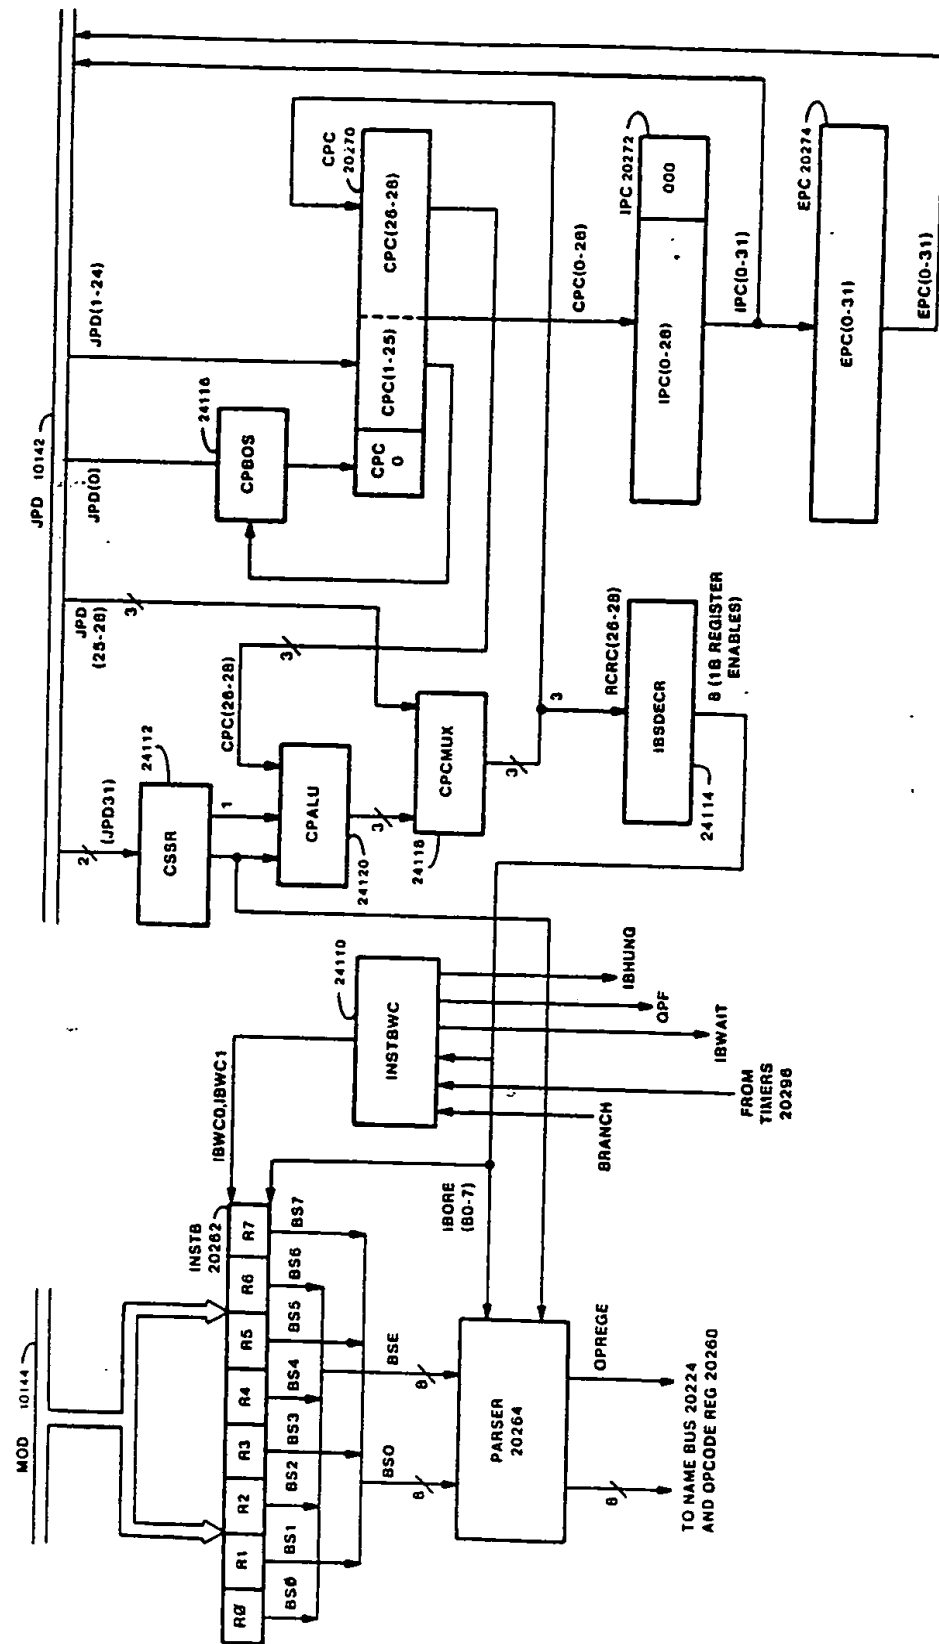 MOD 10144
INSTB
20262
R0
R1
R2
R3
R4
R5
R6
R7
BS0
BS1
BS2
BS3
BS4
BS5
BS6
BS7
BSO
BSE
8
8
PARSER
20264
8
OPREGE
TO NAME BUS 20224
AND OPCODE REG 20260
IBORE
(B0-7)
IBWC0,IBWC1
INSTBWC
24110
BRANCH
FROM
TIMERS
20296
IBWAIT
QPF
IBHUNG
JPD 10142
2
(JPD31)
CSSR
24112
1
CPALU
24120
3
CPC(26-28)
3
JPD
(25-28)
3
CPCMUX
24118
3
3
RCRC(26-28)
IBSDECR
24114
8 (1B REGISTER
ENABLES)
JPD(0)
CPBOS
24116
JPD(1-24)
CPC
20270
CPC
0
CPC(1-25)
CPC(26-28)
CPC(0-28)
IPC 20272
IPC(0-28)
000
IPC(0-31)
EPC 20274
EPC(0-31)
EPC(0-31)